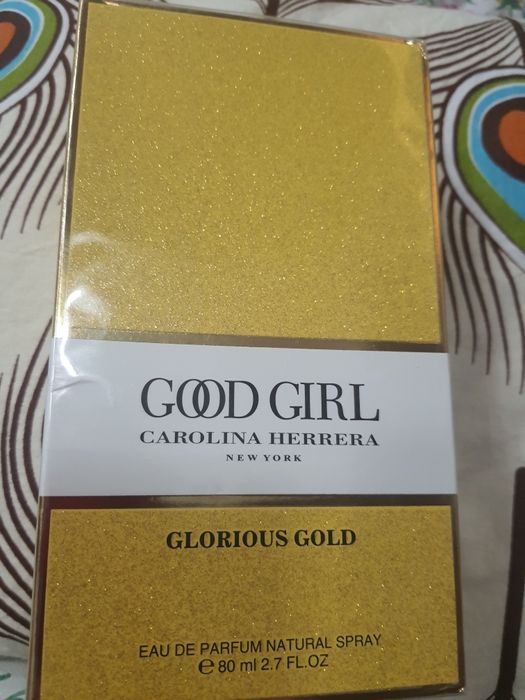 GOOD GIRL
CAROLINA HERRERA
NEW YORK
GLORIOUS GOLD
EAU DE PARFUM NATURAL SPRAY
℮ 80 ml 2.7 FL.OZ